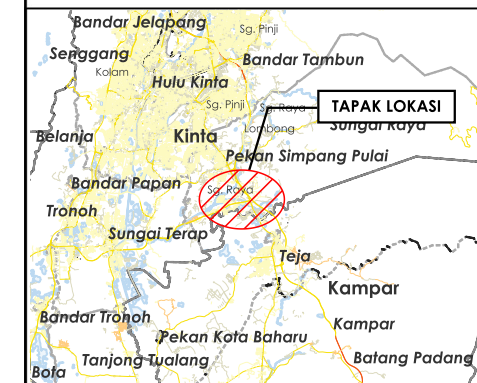 Bandar Jelapang
Sg. Pinji
Senggang
Bandar Tambun
Kolam
Hulu Kinta
Sg. Pinji
Sg. Raya
TAPAK LOKASI
Sungai Raya
Lombong
Belanja
Kinta
Pekan Simpang Pulai
Bandar Papan
Sg. Raya
Tronoh
Sungai Terap
Teja
Kampar
Bandar Tronoh
Kampar
Pekan Kota Baharu
Tanjong Tualang
Batang Padang
Bota